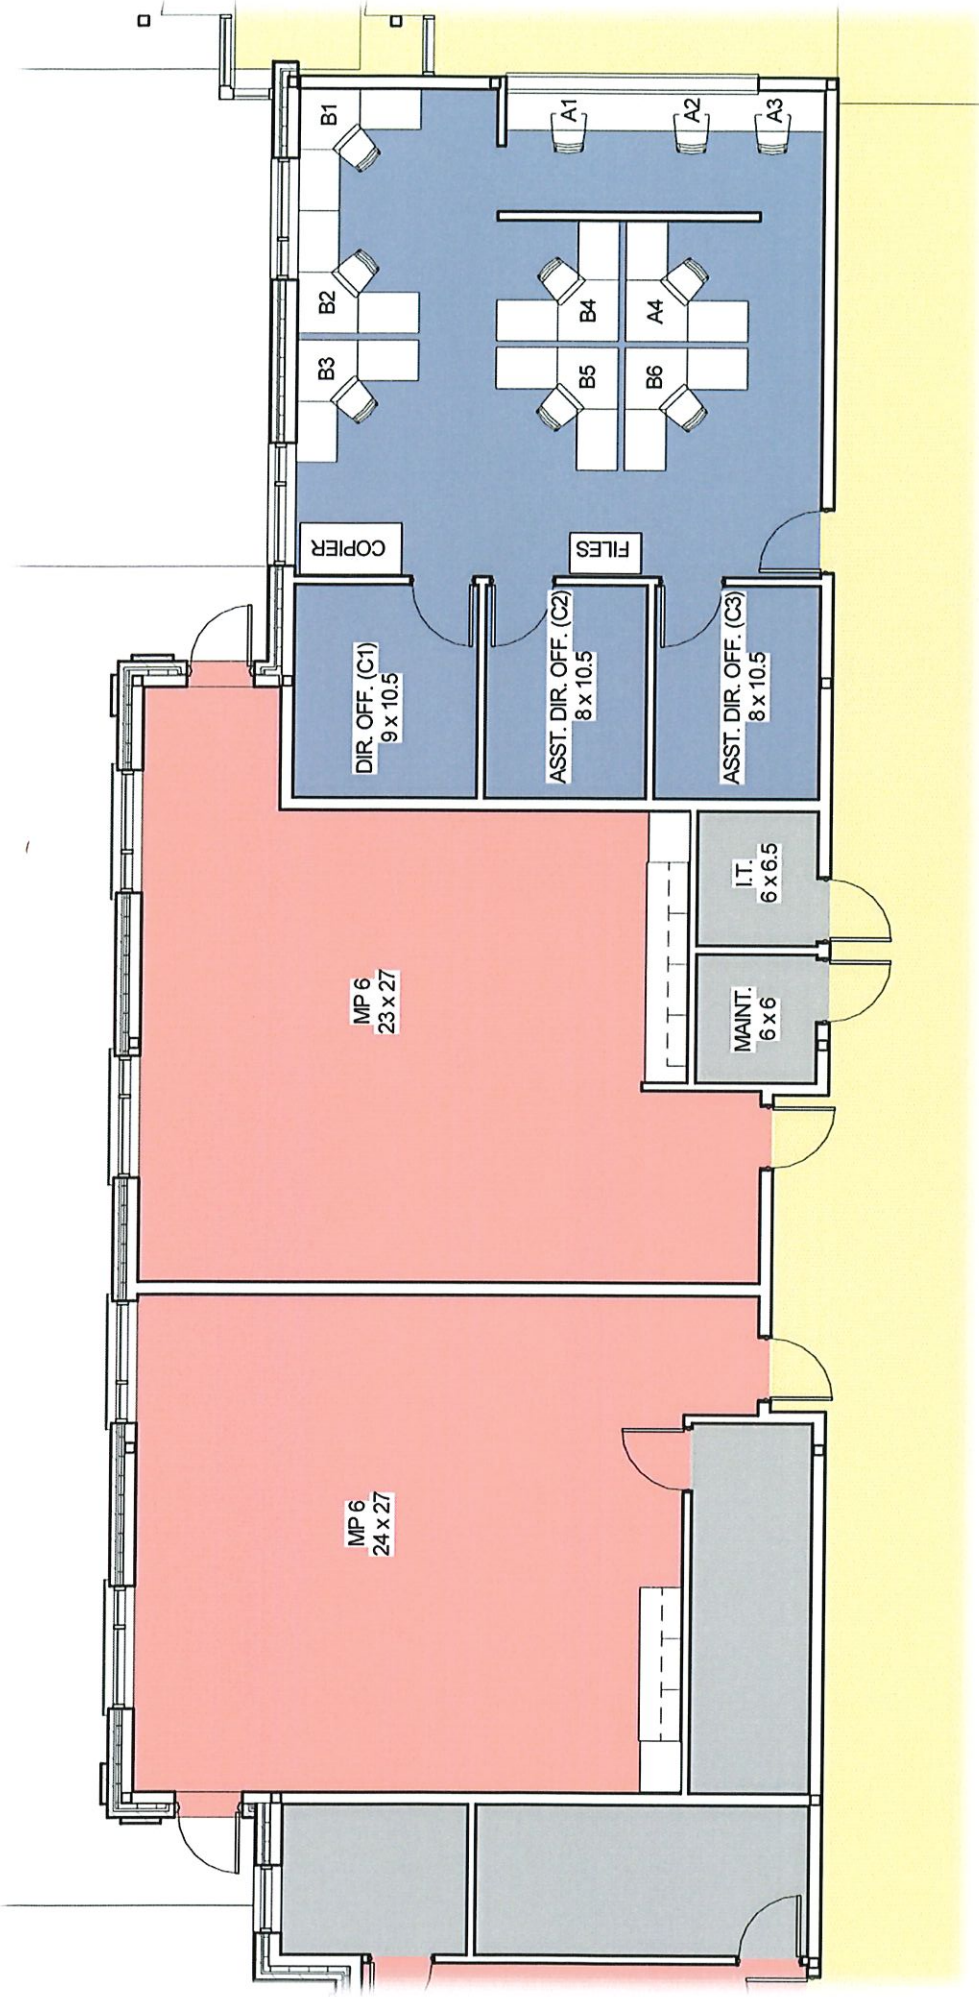 B1
A1
A2
A3
B2
B4
A4
B3
B5
B6
COPIER
FILES
DIR. OFF. (C1)
9 x 10.5
ASST. DIR. OFF. (C2)
8 x 10.5
ASST. DIR. OFF. (C3)
8 x 10.5
I.T.
6 x 6.5
MP 6
23 x 27
MAINT.
6 x 6
MP 6
24 x 27